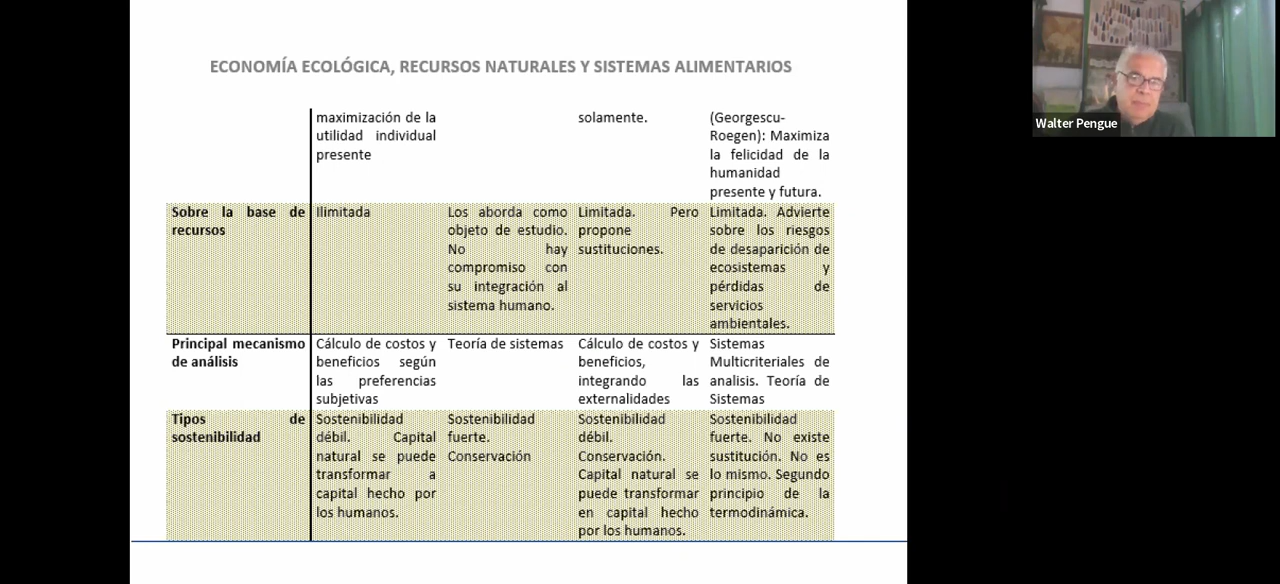 ECONOMÍA ECOLÓGICA, RECURSOS NATURALES Y SISTEMAS ALIMENTARIOS
Walter Pengue
maximización de la
utilidad individual
presente
solamente.
(Georgescu-
Roegen): Maximiza
la felicidad de la
humanidad
presente y futura.
Sobre la base de
recursos
Ilimitada
Los aborda como
objeto de estudio.
No hay
compromiso con
su integración al
sistema humano.
Limitada. Pero
propone
sustituciones.
Limitada. Advierte
sobre los riesgos
de desaparición de
ecosistemas y
pérdidas de
servicios
ambientales.
Principal mecanismo
de análisis
Cálculo de costos y
beneficios según
las preferencias
subjetivas
Teoría de sistemas
Cálculo de costos y
beneficios,
integrando las
externalidades
Sistemas
Multicriteriales de
analisis. Teoría de
Sistemas
Tipos de
sostenibilidad
Sostenibilidad
débil. Capital
natural se puede
transformar a
capital hecho por
los humanos.
Sostenibilidad
fuerte.
Conservación
Sostenibilidad
débil.
Conservación.
Capital natural se
puede transformar
en capital hecho
por los humanos.
Sostenibilidad
fuerte. No existe
sustitución. No es
lo mismo. Segundo
principio de la
termodinámica.